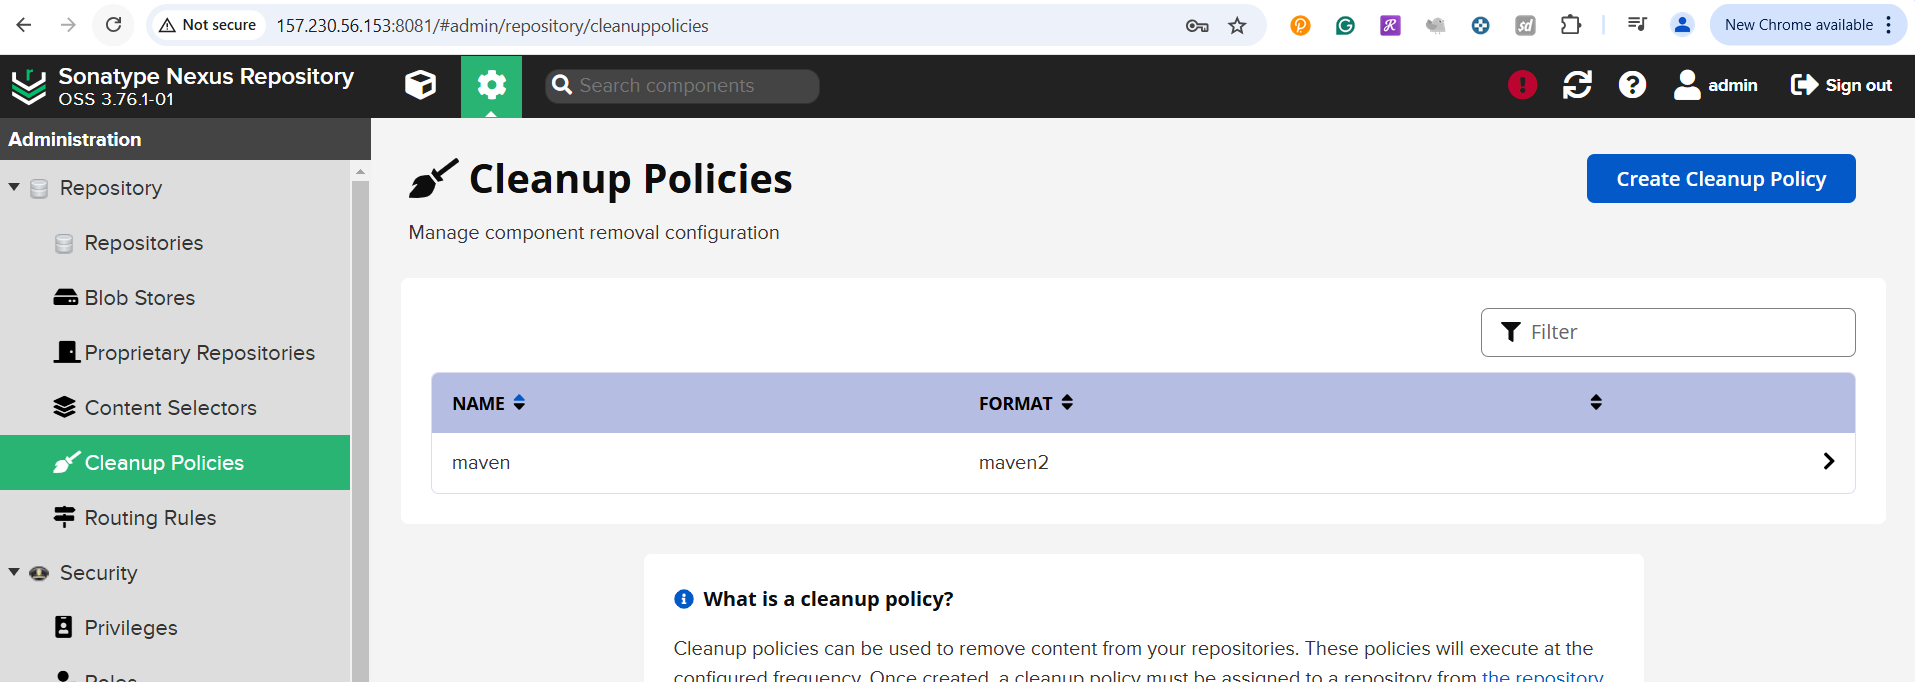 Not secure 157.230.56.153:8081/#admin/repository/cleanuppolicies New Chrome available
Sonatype Nexus Repository
OSS 3.76.1-01
Search components
admin
Sign out
Administration
Repository
Repositories
Blob Stores
Proprietary Repositories
Content Selectors
Cleanup Policies
Routing Rules
Security
Privileges
Roles
Cleanup Policies
Create Cleanup Policy
Manage component removal configuration
Filter
NAME FORMAT
maven maven2
What is a cleanup policy?
Cleanup policies can be used to remove content from your repositories. These policies will execute at the
configured frequency. Once created, a cleanup policy must be assigned to a repository from the repository